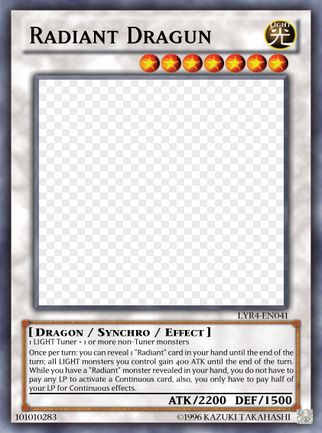 RADIANT DRAGUN
LIGHT
光
LYR4-EN041
[ DRAGON / SYNCHRO / EFFECT ]
1 LIGHT Tuner + 1 or more non-Tuner monsters
Once per turn: you can reveal 1 "Radiant" card in your hand until the end of the
turn; all LIGHT monsters you control gain 400 ATK until the end of the turn.
While you have a "Radiant" monster revealed in your hand, you do not have to
pay any LP to activate a Continuous card, also, you only have to pay half of
your LP for Continuous effects.
ATK/2200 DEF/1500
101010283
©1996 KAZUKI TAKAHASHI